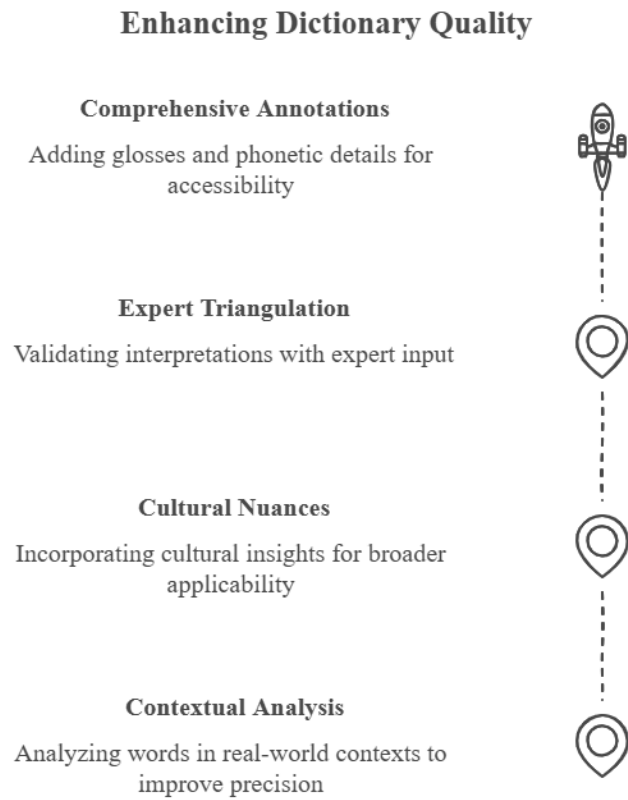 Enhancing Dictionary Quality
Comprehensive Annotations
Adding glosses and phonetic details for
accessibility
Expert Triangulation
Validating interpretations with expert input
Cultural Nuances
Incorporating cultural insights for broader
applicability
Contextual Analysis
Analyzing words in real-world contexts to
improve precision